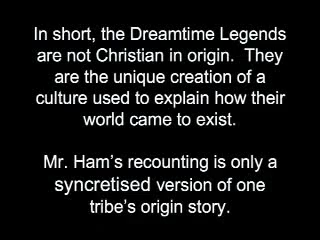 In short, the Dreamtime Legends
are not Christian in origin.  They
are the unique creation of a
culture used to explain how their
world came to exist.

Mr. Ham's recounting is only a
syncretised version of one
tribe's origin story.